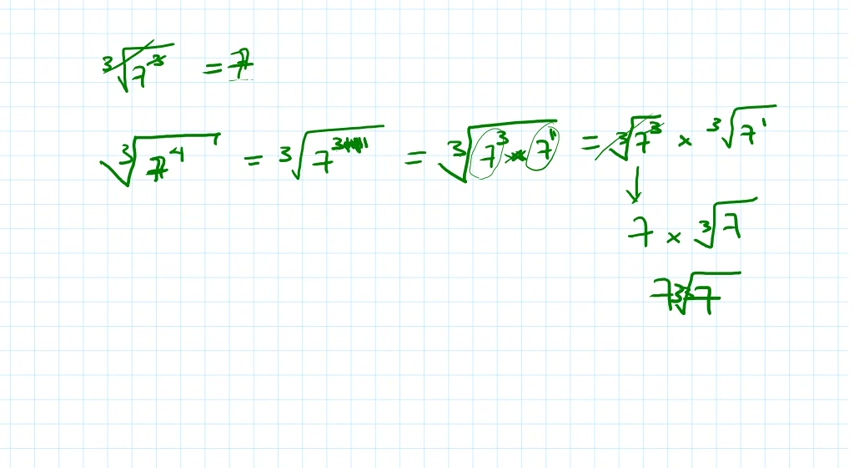 ∛7³ = 7
∛7⁴ = ∛7³⁺¹ = ∛7³ × 7¹ = ∛7³ × ∛7¹
↓
7 × ∛7
7∛7